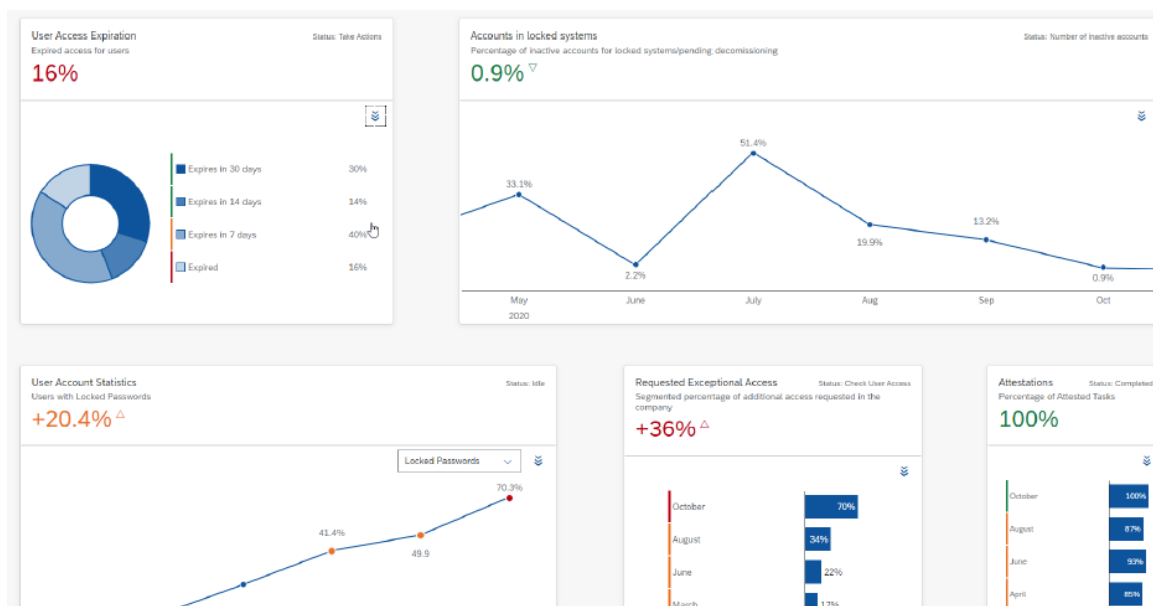 User Access Expiration
Status: Take Actions
Expired access for users
16%
Expires in 30 days 30%
Expires in 14 days 14%
Expires in 7 days 40%
Expired 16%
Accounts in locked systems
Status: Number of inactive accounts
Percentage of inactive accounts for locked systems/pending decomissioning
0.9%
51.4%
33.1%
13.2%
19.9%
2.2%
0.9%
May June July Aug Sep Oct
2020
User Account Statistics
Status: Idle
Users with Locked Passwords
+20.4%
Locked Passwords
70.3%
41.4%
49.9
Requested Exceptional Access
Status: Check User Access
Segmented percentage of additional access requested in the
company
+36%
October 70%
August 34%
June 22%
March 17%
Attestations
Status: Completed
Percentage of Attested Tasks
100%
October 100%
August 87%
June 93%
April 85%